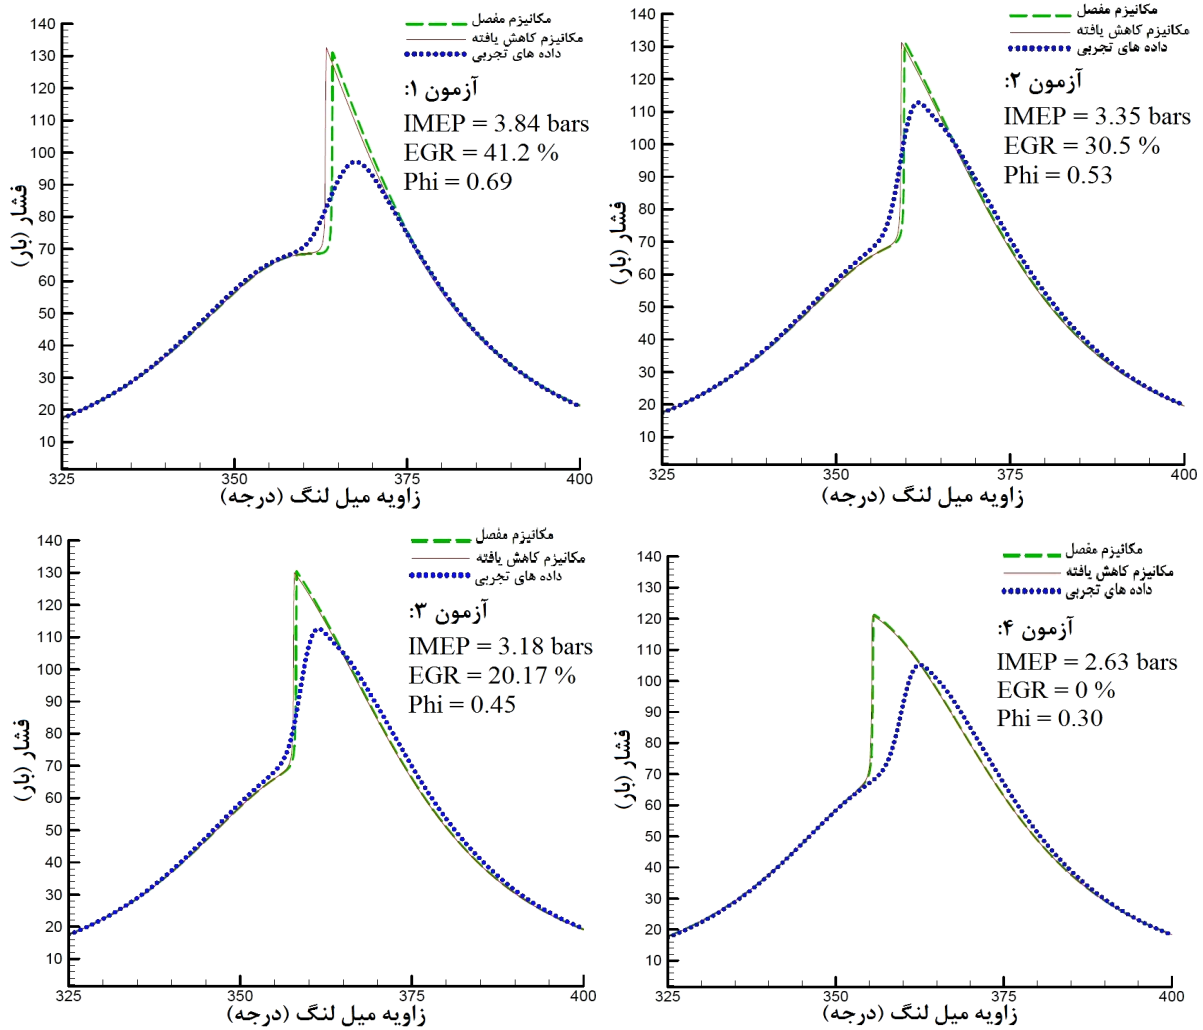 مکانیزم مفصل
مکانیزم کاهش یافته
داده های تجربی
آزمون ۱:
IMEP = 3.84 bars
EGR = 41.2 %
Phi = 0.69
فشار (بار)
140
130
120
110
100
90
80
70
60
50
40
30
20
10
325
350
375
400
زاویه میل لنگ (درجه)
مکانیزم مفصل
مکانیزم کاهش یافته
داده های تجربی
آزمون ۲:
IMEP = 3.35 bars
EGR = 30.5 %
Phi = 0.53
فشار (بار)
140
130
120
110
100
90
80
70
60
50
40
30
20
10
325
350
375
400
زاویه میل لنگ (درجه)
مکانیزم مفصل
مکانیزم کاهش یافته
داده های تجربی
آزمون ۳:
IMEP = 3.18 bars
EGR = 20.17 %
Phi = 0.45
فشار (بار)
140
130
120
110
100
90
80
70
60
50
40
30
20
10
325
350
375
400
زاویه میل لنگ (درجه)
مکانیزم مفصل
مکانیزم کاهش یافته
داده های تجربی
آزمون ۴:
IMEP = 2.63 bars
EGR = 0 %
Phi = 0.30
فشار (بار)
140
130
120
110
100
90
80
70
60
50
40
30
20
10
325
350
375
400
زاویه میل لنگ (درجه)